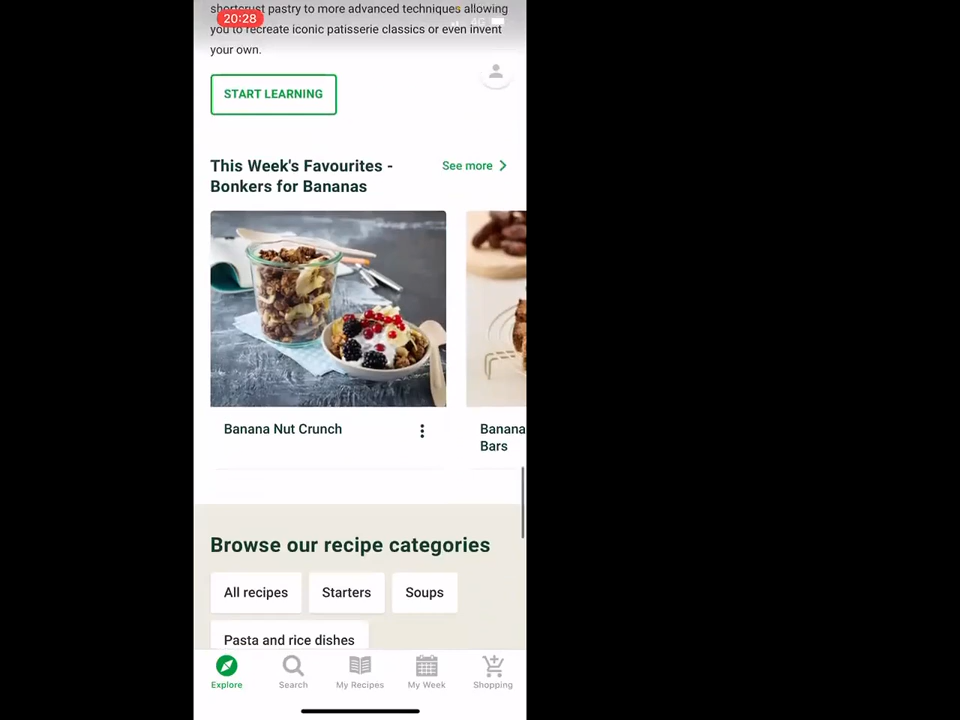 shortcrust pastry to more advanced techniques allowing
20:28
4G
you to recreate iconic patisserie classics or even invent
your own.
START LEARNING
This Week's Favourites -
Bonkers for Bananas
See more
Banana Nut Crunch
Banana
Bars
Browse our recipe categories
All recipes
Starters
Soups
Pasta and rice dishes
Explore
Search
My Recipes
My Week
Shopping